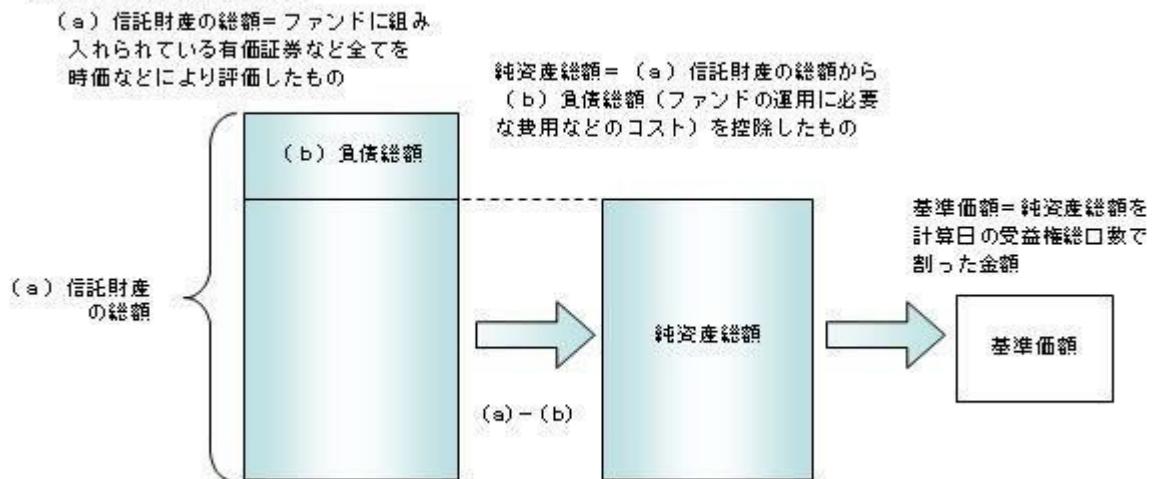 （a）信託財産の総額＝ファンドに組み
入れられている有価証券など全てを
時価などにより評価したもの
純資産総額＝（a）信託財産の総額から
（b）負債総額（ファンドの運用に必要
な費用などのコスト）を控除したもの
（b）負債総額
基準価額＝純資産総額を
計算日の受益権総口数で
割った金額
（a）信託財産
の総額
純資産総額
基準価額
（a）－（b）